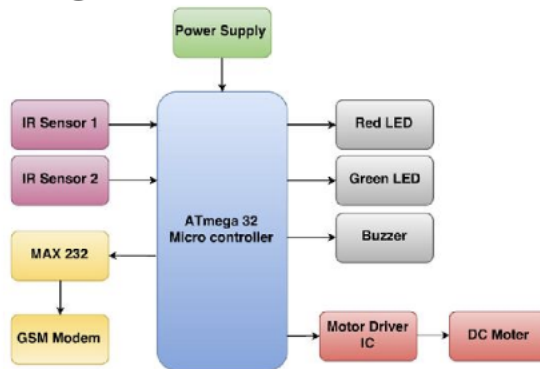 Power Supply
IR Sensor 1
IR Sensor 2
MAX 232
GSM Modem
ATmega 32
Micro controller
Red LED
Green LED
Buzzer
Motor Driver
IC
DC Moter